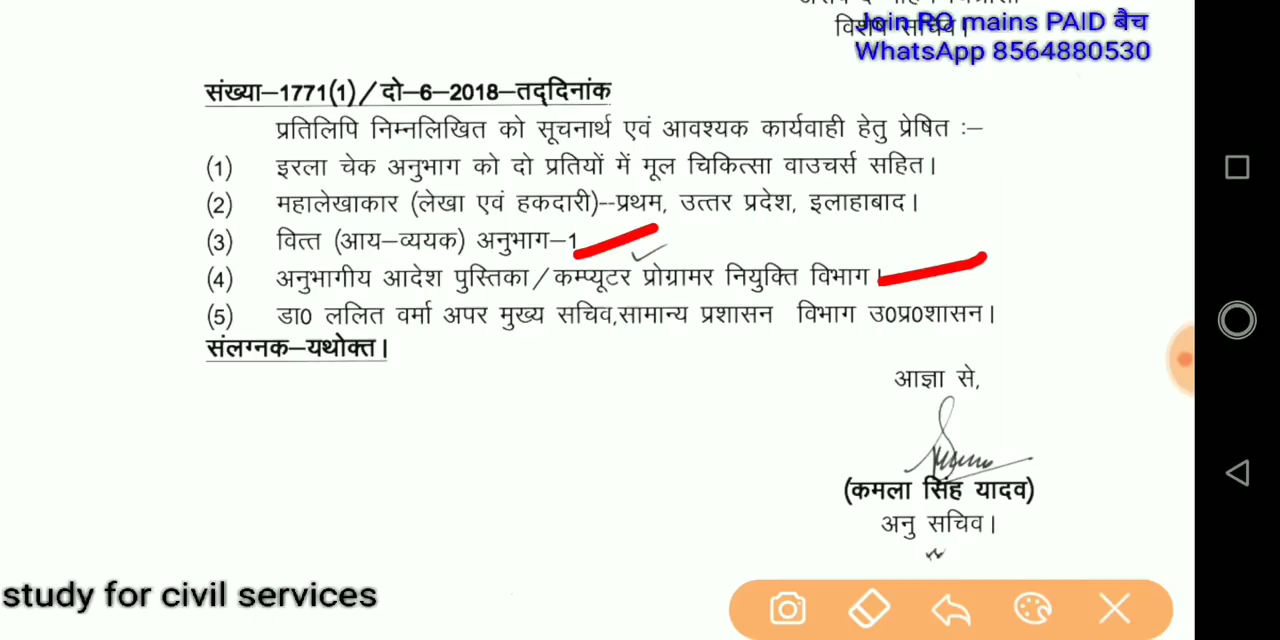 विशेष सचिव।
Join RO mains PAID बैच
WhatsApp 8564880530
संख्या–1771(1)/दो–6–2018–तद्दिनांक
प्रतिलिपि निम्नलिखित को सूचनार्थ एवं आवश्यक कार्यवाही हेतु प्रेषित :–
(1) इरला चेक अनुभाग को दो प्रतियों में मूल चिकित्सा वाउचर्स सहित।
(2) महालेखाकार (लेखा एवं हकदारी)--प्रथम, उत्तर प्रदेश, इलाहाबाद।
(3) वित्त (आय–व्ययक) अनुभाग–1
(4) अनुभागीय आदेश पुस्तिका/कम्प्यूटर प्रोग्रामर नियुक्ति विभाग।
(5) डा0 ललित वर्मा अपर मुख्य सचिव,सामान्य प्रशासन विभाग उ0प्र0शासन।
संलग्नक–यथोक्त।
आज्ञा से,
(कमला सिंह यादव)
अनु सचिव।
study for civil services